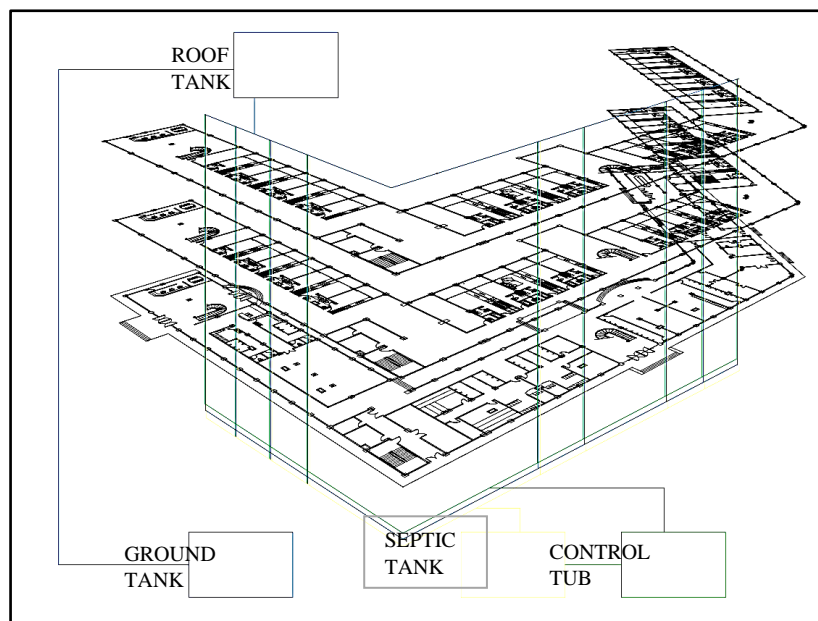 ROOF
TANK
GROUND
TANK
SEPTIC
TANK
CONTROL
TUB